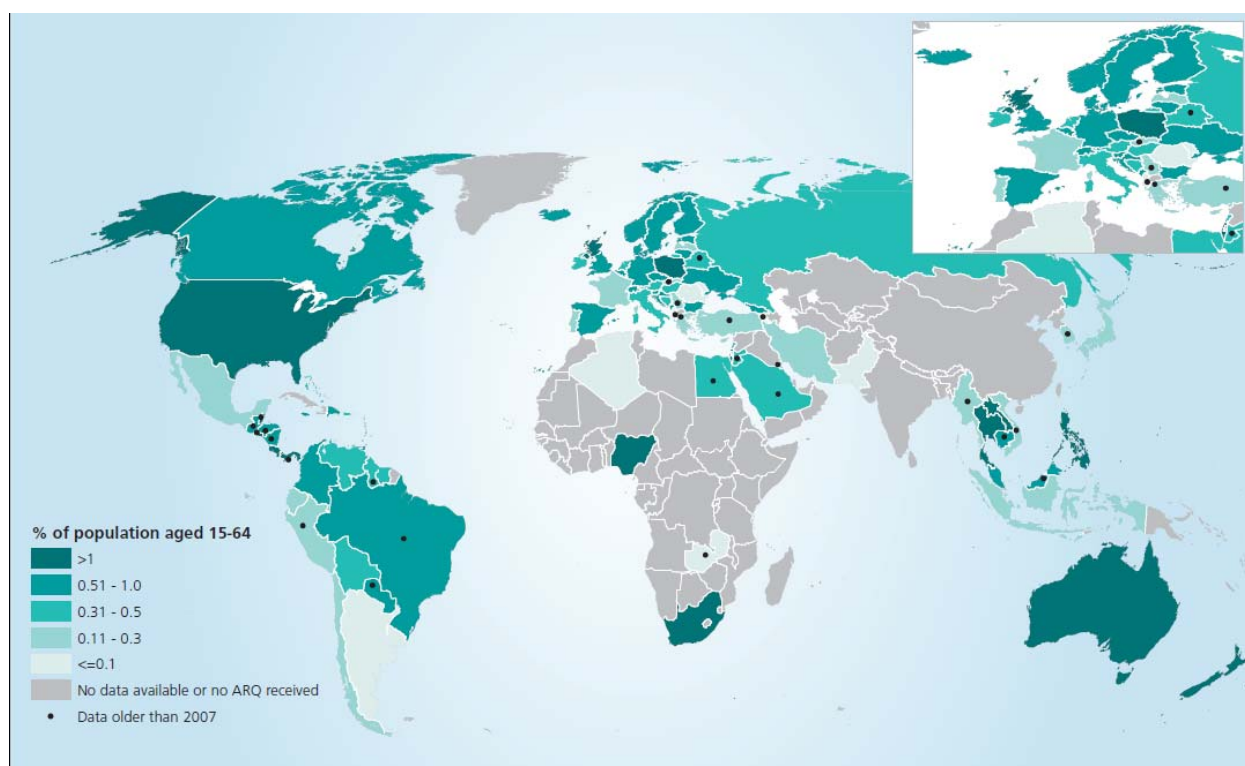 % of population aged 15-64
>1
0.51 - 1.0
0.31 - 0.5
0.11 - 0.3
<=0.1
No data available or no ARQ received
Data older than 2007